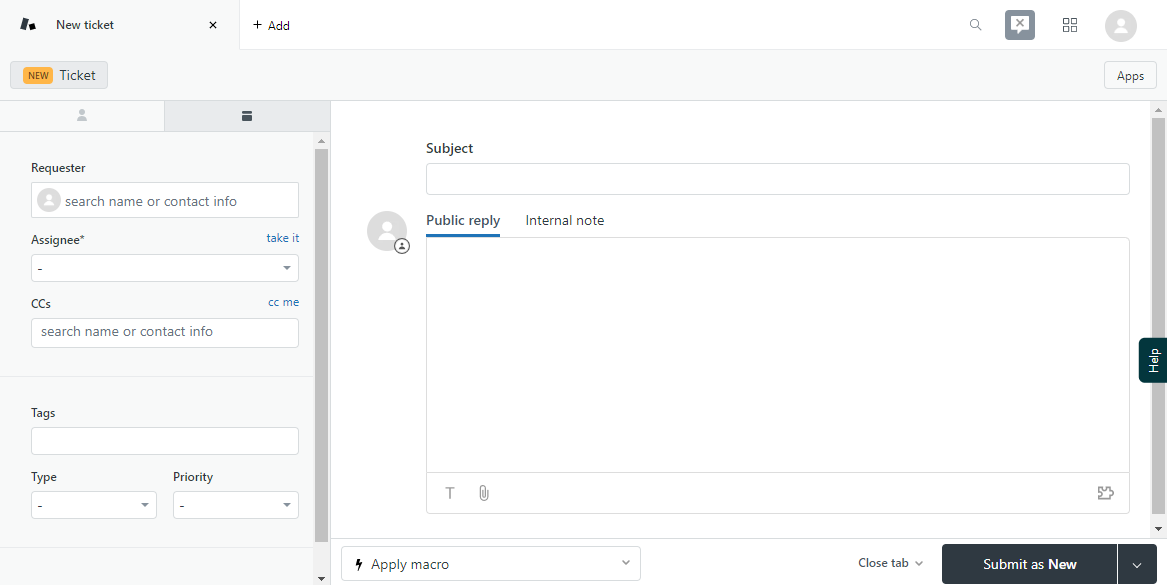 New ticket
+ Add
NEW Ticket
Apps
Requester
search name or contact info
Assignee*
take it
-
CCs
cc me
search name or contact info
Tags
Type
Priority
-
-
Subject
Public reply
Internal note
T
Help
Apply macro
Close tab
Submit as New